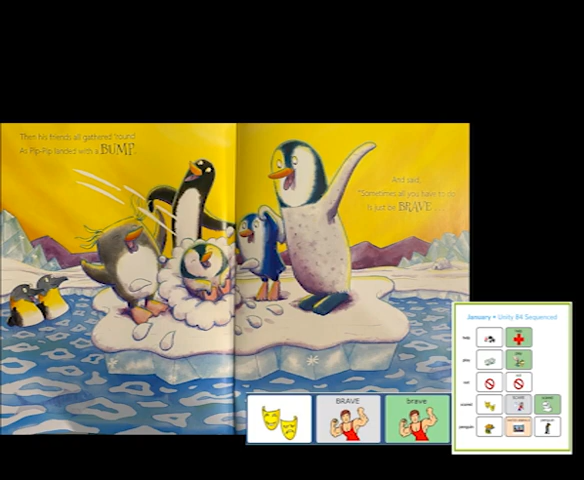 Then his friends all gathered 'round
As Pip-Pip landed with a BUMP.
And said,
"Sometimes all you have to do
Is just be BRAVE
BRAVE
brave
January • Unity 84 Sequenced
help
play
not
scared
penguin